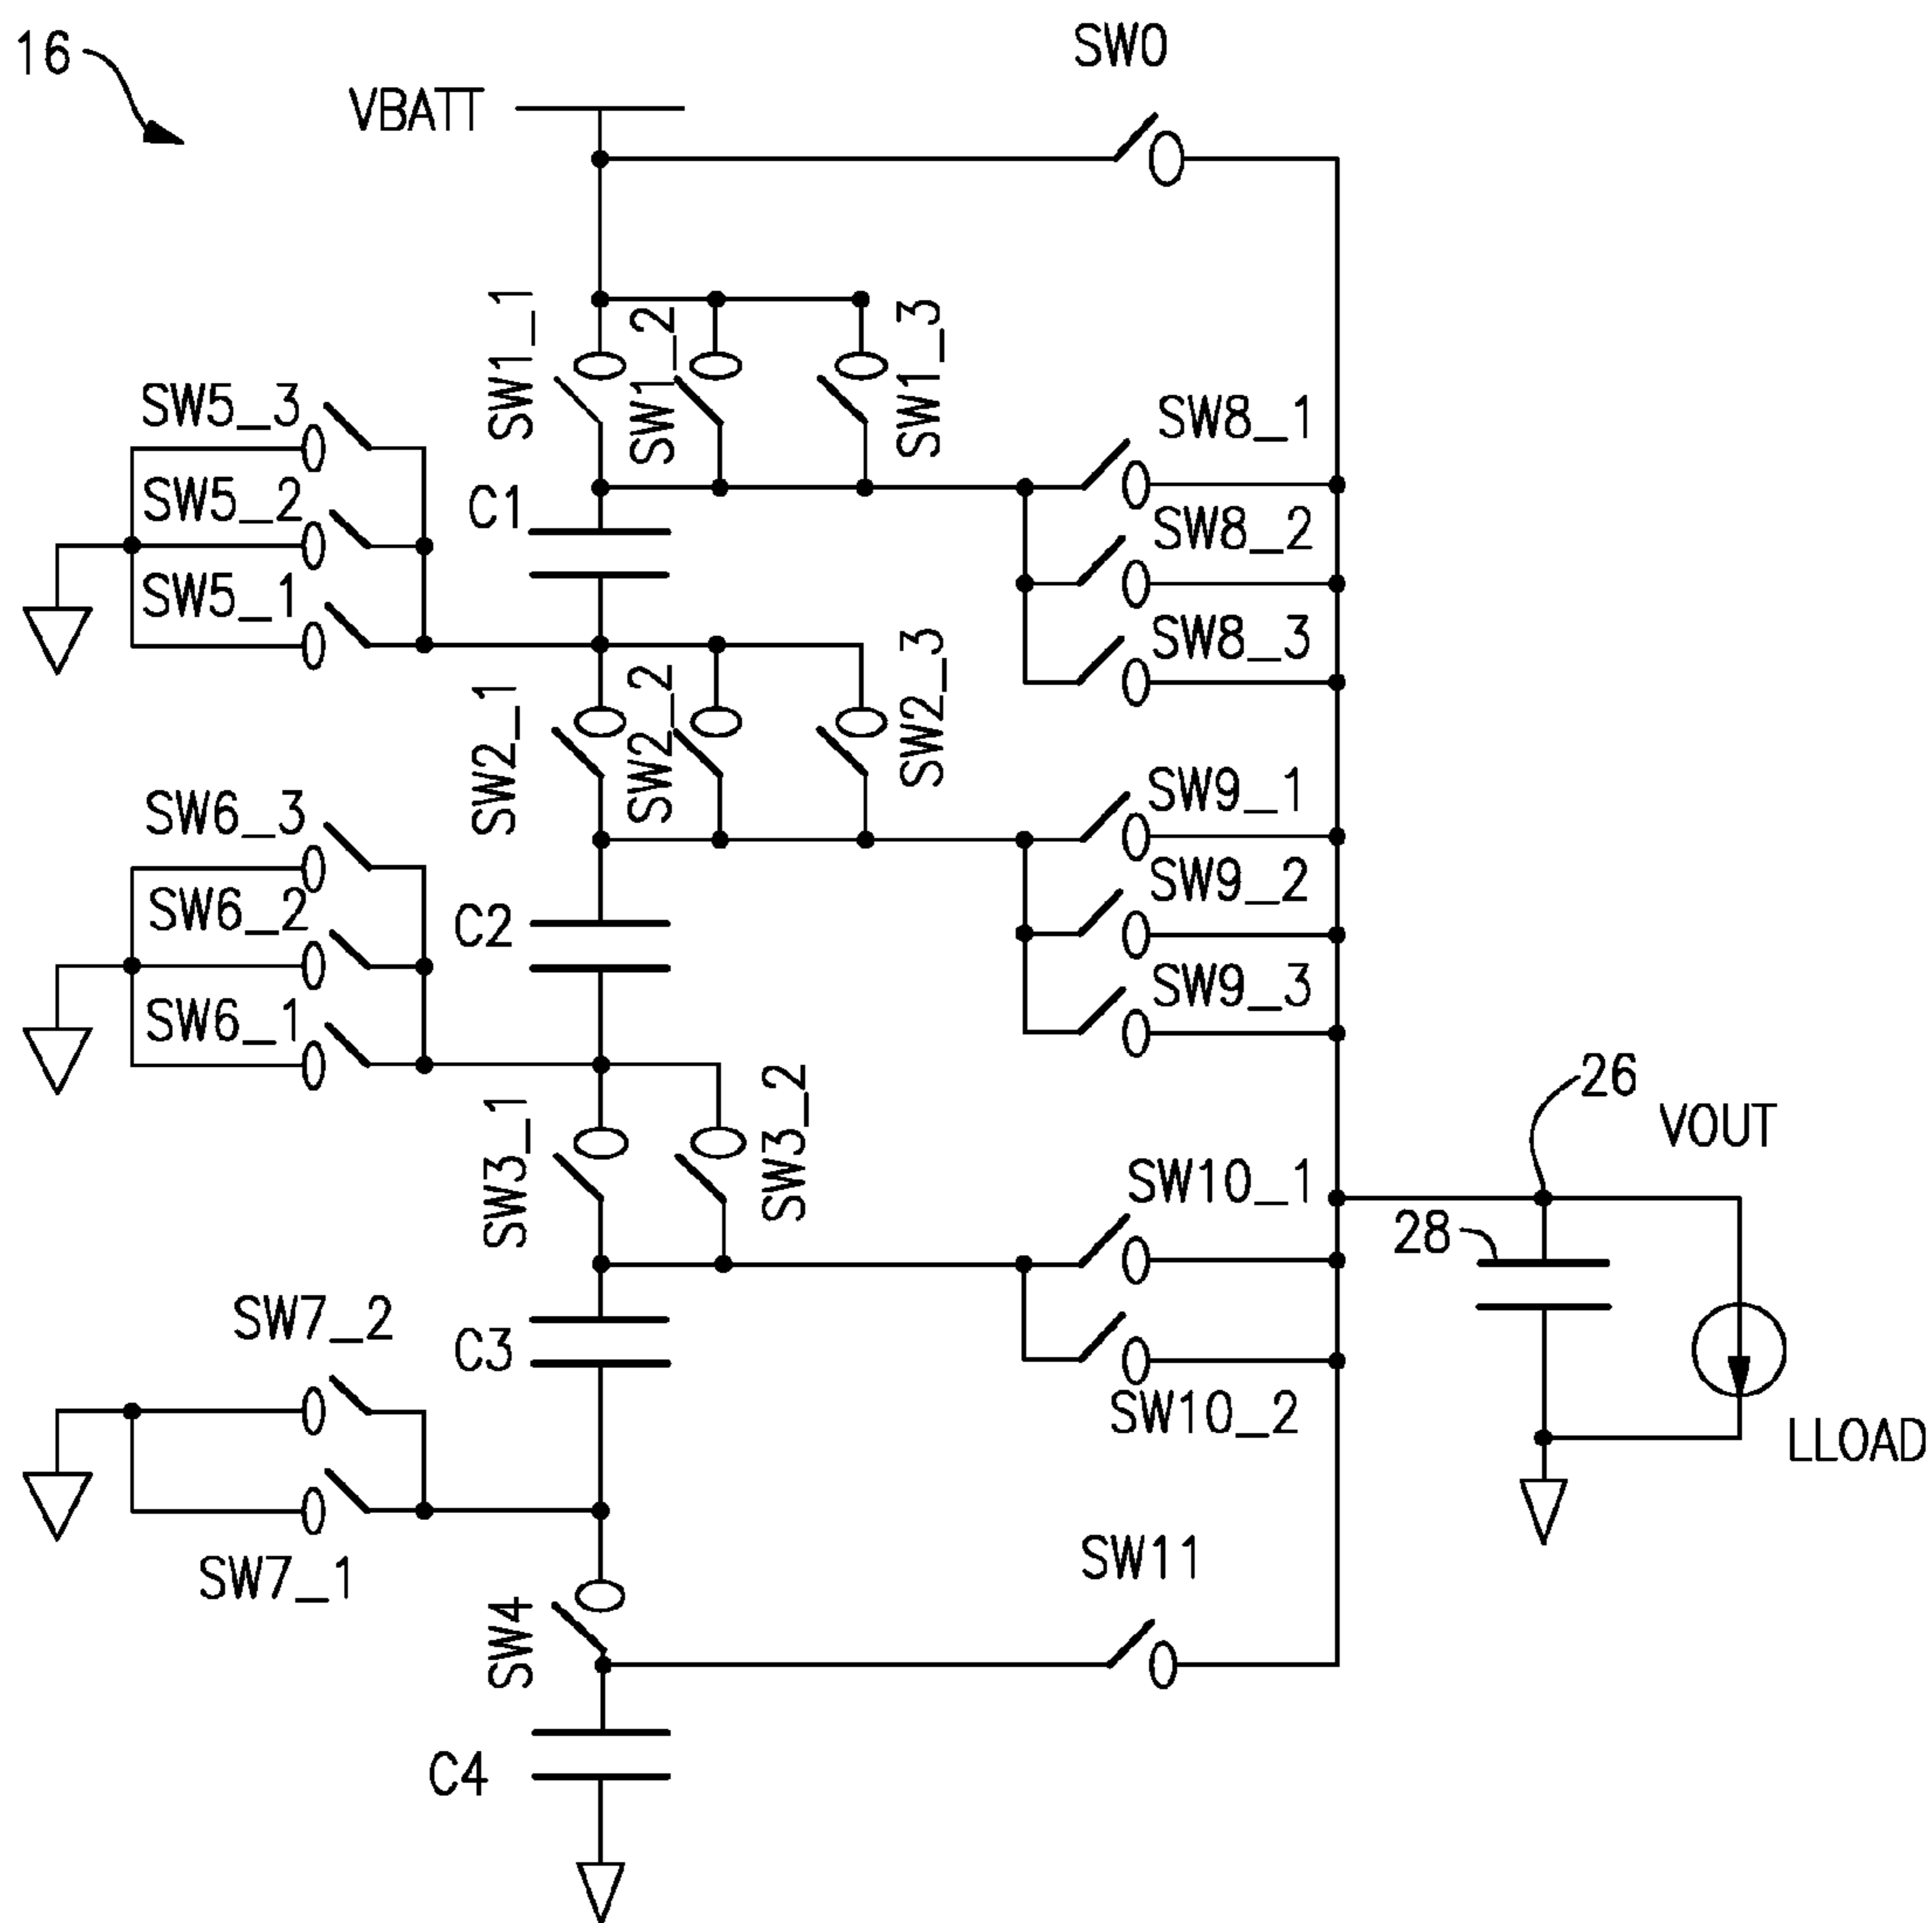 16
SW0
VBATT
SW1_1
SW1_2
SW1_3
SW5_3
SW8_1
SW5_2
C1
SW8_2
SW5_1
SW8_3
SW2_1
SW2_2
SW2_3
SW9_1
SW6_3
SW9_2
SW6_2
C2
SW9_3
SW6_1
26
VOUT
SW3_1
SW3_2
SW10_1
28
SW7_2
C3
SW10_2
LLOAD
SW7_1
SW11
SW4
C4